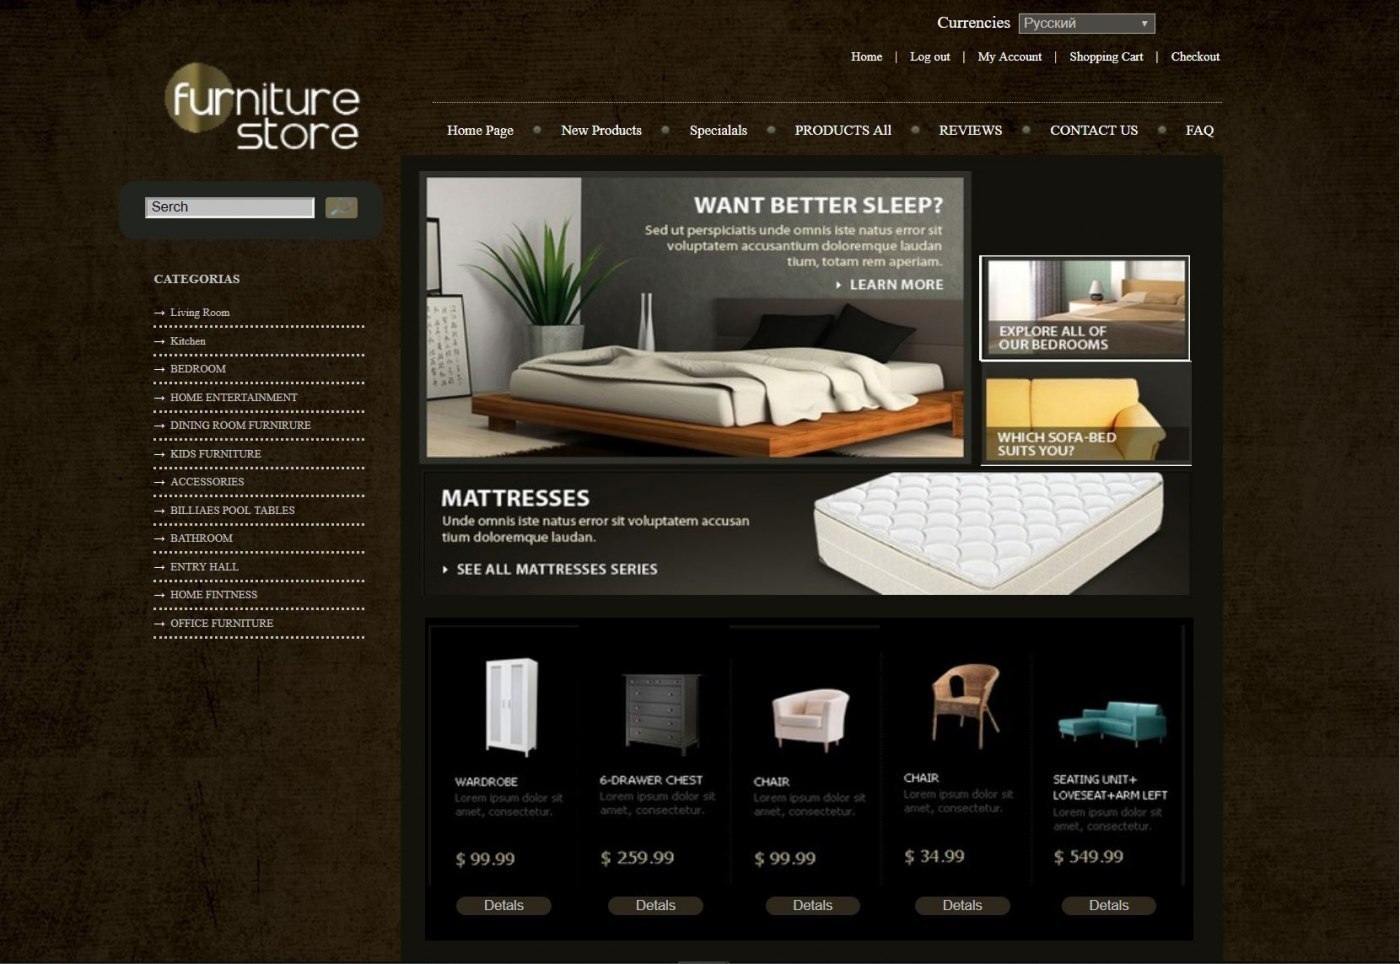 Currencies Русский
Home | Log out | My Account | Shopping Cart | Checkout
furniture
store
Home Page New Products Specialals PRODUCTS All REVIEWS CONTACT US FAQ
Serch
CATEGORIAS
→ Living Room
→ Kitchen
→ BEDROOM
→ HOME ENTERTAINMENT
→ DINING ROOM FURNIRURE
→ KIDS FURNITURE
→ ACCESSORIES
→ BILLIAES POOL TABLES
→ BATHROOM
→ ENTRY HALL
→ HOME FINTNESS
→ OFFICE FURNITURE
WANT BETTER SLEEP?
Sed ut perspiciatis unde omnis iste natus error sit
voluptatem accusantium doloremque laudan
tium, totam rem aperiam.
LEARN MORE
EXPLORE ALL OF
OUR BEDROOMS
WHICH SOFA-BED
SUITS YOU?
MATTRESSES
Unde omnis iste natus error sit voluptatem accusan
tium doloremque laudan.
SEE ALL MATTRESSES SERIES
WARDROBE
Lorem ipsum dolor sit
amet, consectetur.
$ 99.99
Detals
6-DRAWER CHEST
Lorem ipsum dolor sit
amet, consectetur.
$ 259.99
Detals
CHAIR
Lorem ipsum dolor sit
amet, consectetur.
$ 99.99
Detals
CHAIR
Lorem ipsum dolor sit
amet, consectetur.
$ 34.99
Detals
SEATING UNIT+
LOVESEAT+ARM LEFT
Lorem ipsum dolor sit
amet, consectetur.
$ 549.99
Detals